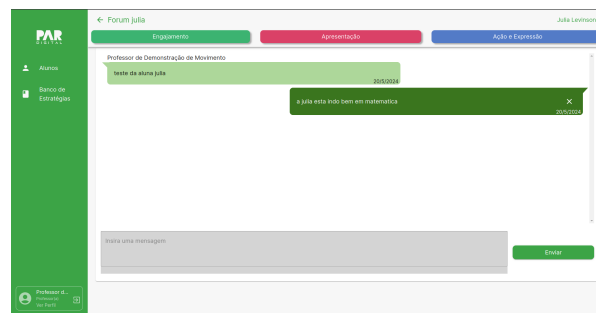 PAR
DIGITAL
← Forum julia
Julia Levinson
Engajamento
Apresentação
Ação e Expressão
Alunos
Banco de
Estratégias
Professor de Demonstração de Movimento
teste da aluna julia
20/5/2024
a julia esta indo bem em matematica
20/5/2024
Insira uma mensagem
Enviar
Professor d...
Professor
Ver Perfil